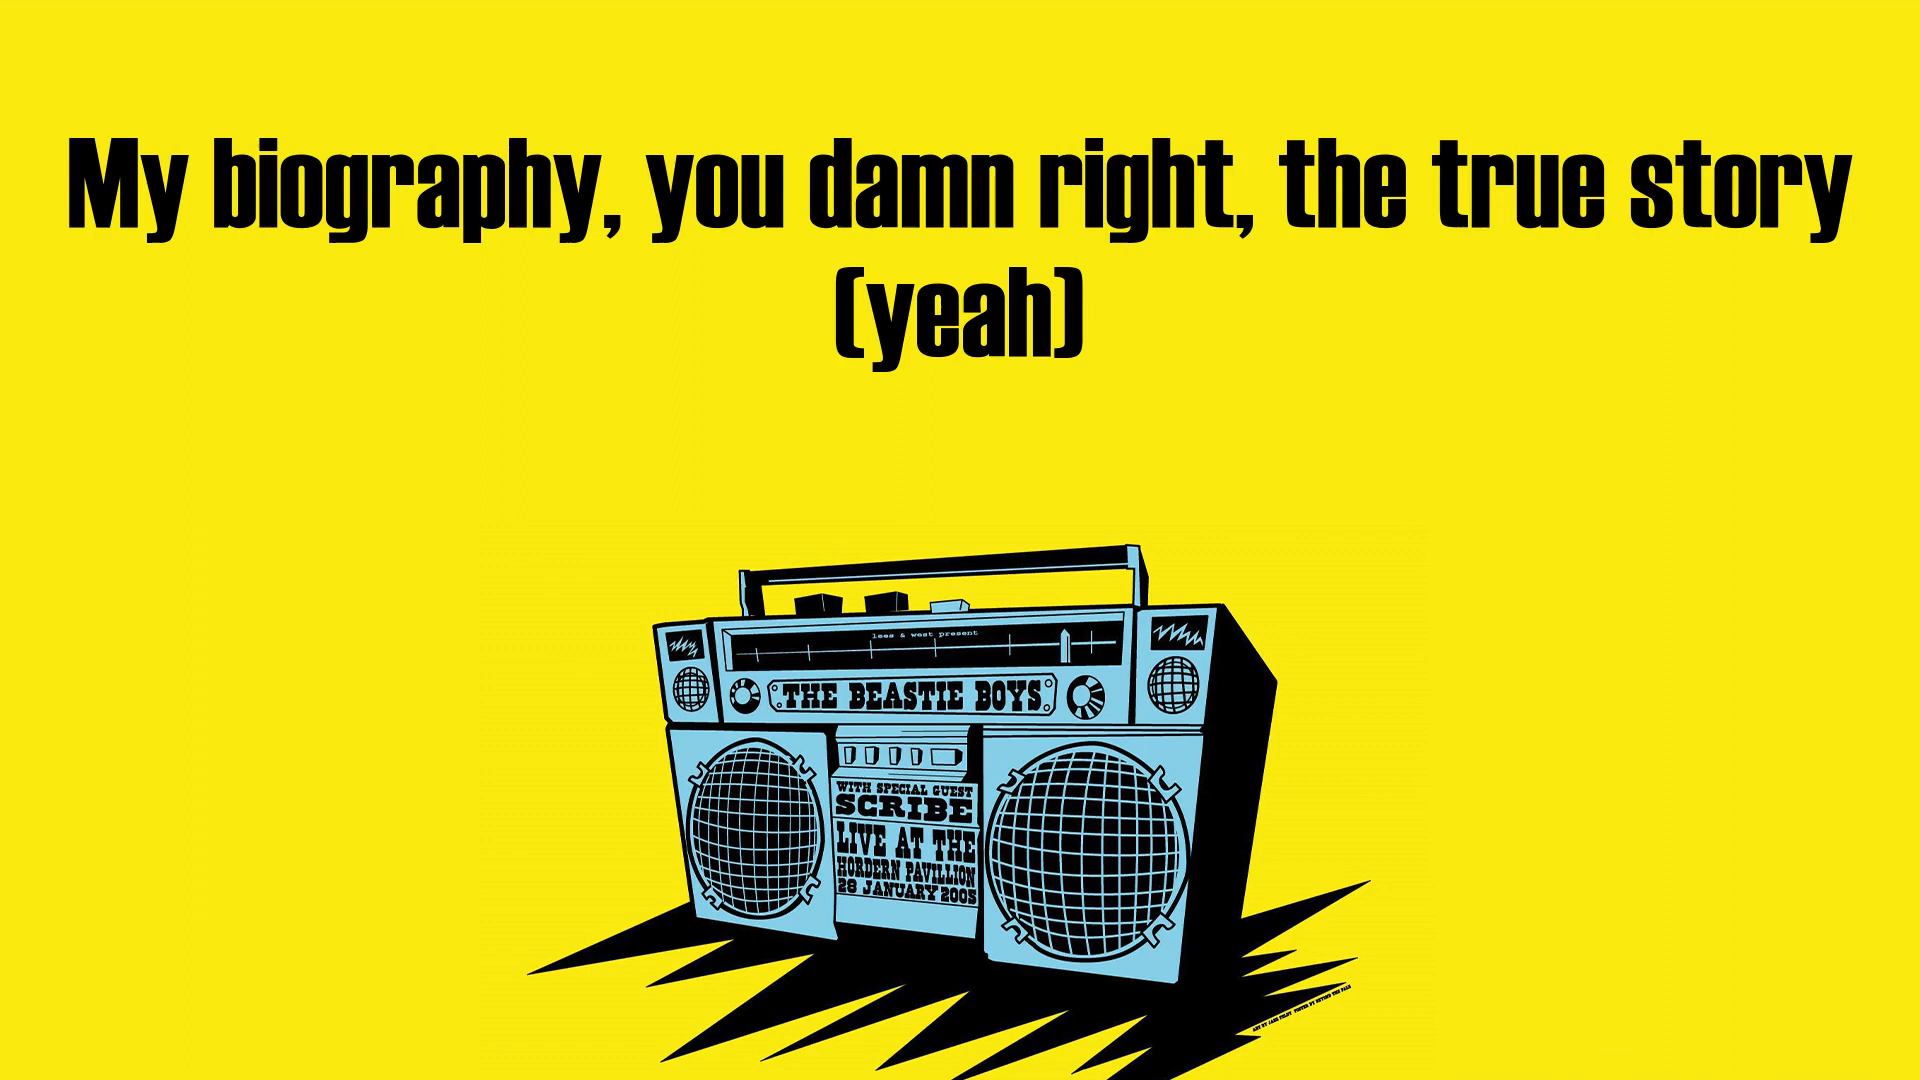 My biography, you damn right, the true story
(yeah)
lees & west present
THE BEASTIE BOYS
WITH SPECIAL GUEST
SCRIBE
LIVE AT THE
HORDERN PAVILLION
28 JANUARY 2005